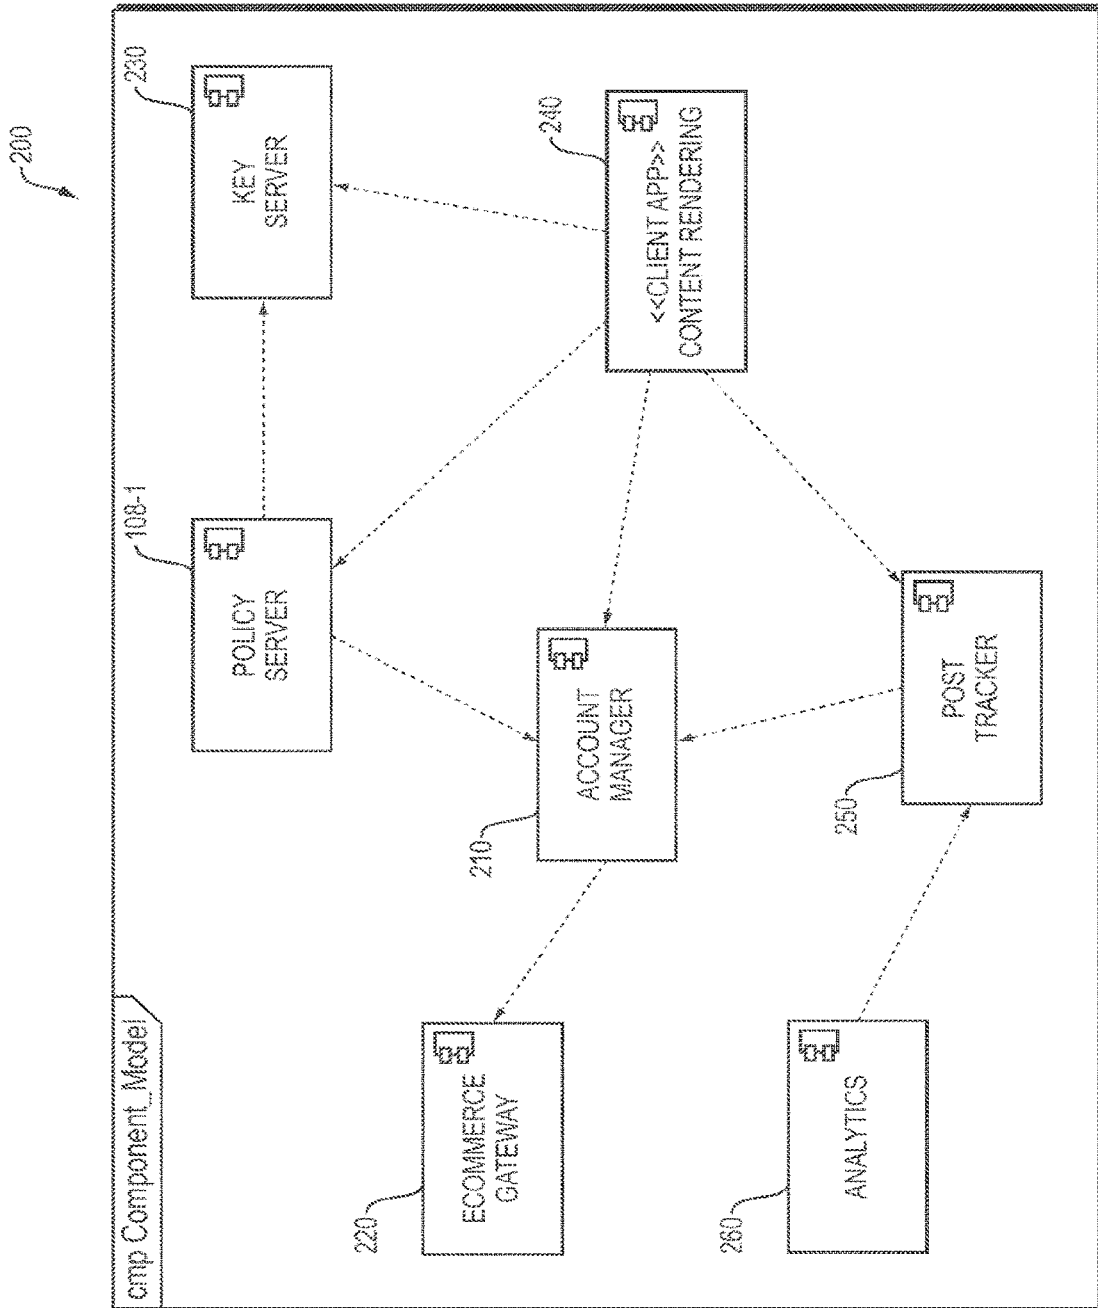 200
cmp Component_Model
220
ECOMMERCE
GATEWAY
210
ACCOUNT
MANAGER
108-1
POLICY
SERVER
230
KEY
SERVER
240
<<CLIENT APP>>
CONTENT RENDERING
250
POST
TRACKER
260
ANALYTICS